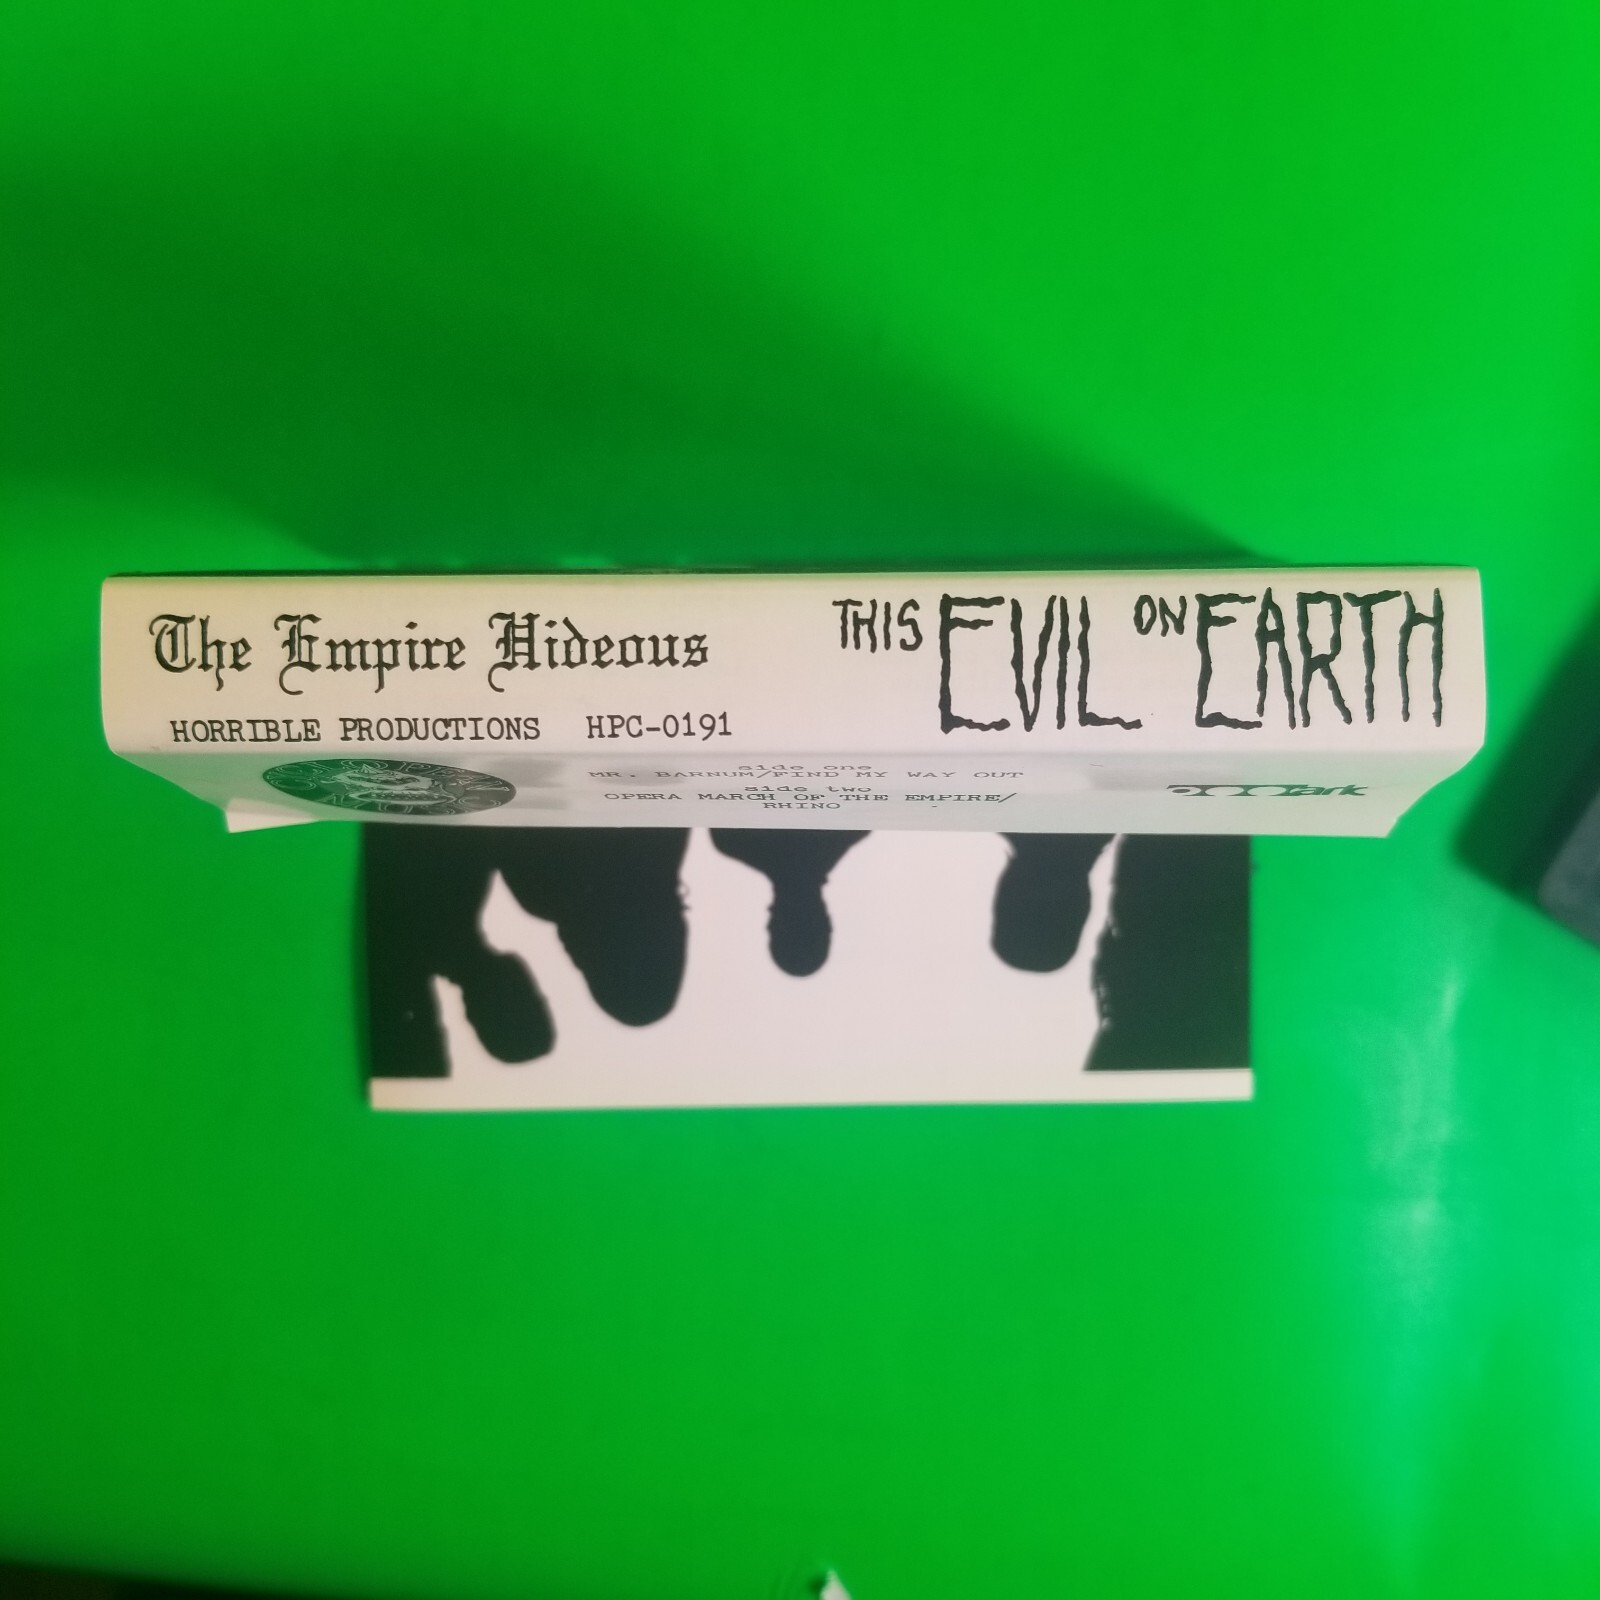 The Empire Hideous
HORRIBLE PRODUCTIONS HPC-0191
THIS EVIL ON EARTH
side one
MR. BARNUM/FIND MY WAY OUT
side two
OPERA MARCH OF THE EMPIRE/
RHINO